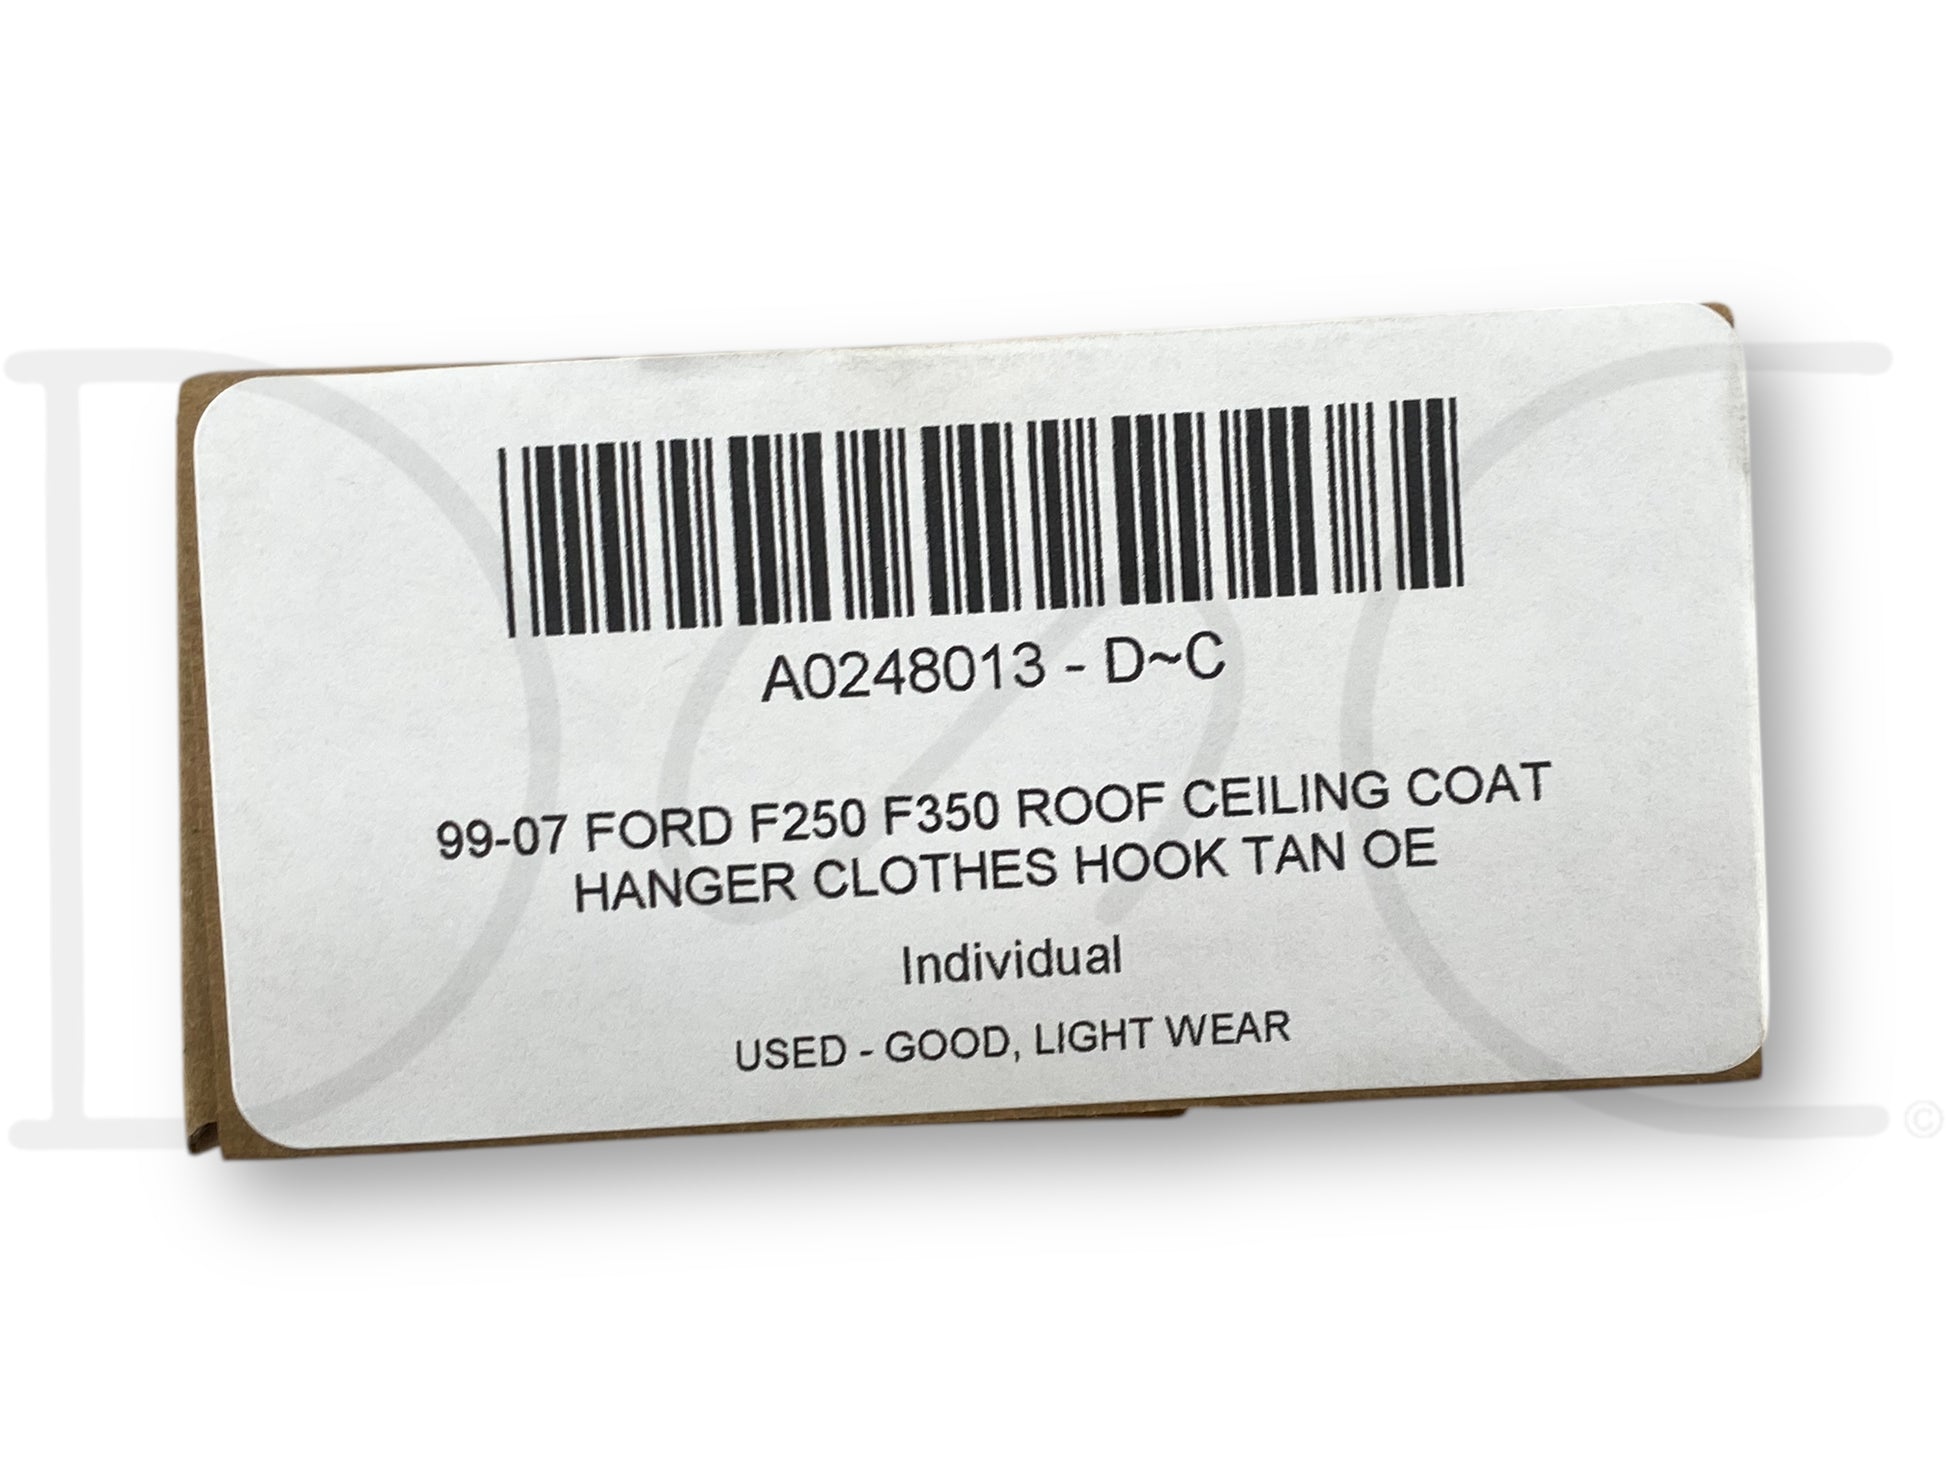 A0248013 - D~C
99-07 FORD F250 F350 ROOF CEILING COAT
HANGER CLOTHES HOOK TAN OE
Individual
USED - GOOD, LIGHT WEAR
D~C ©